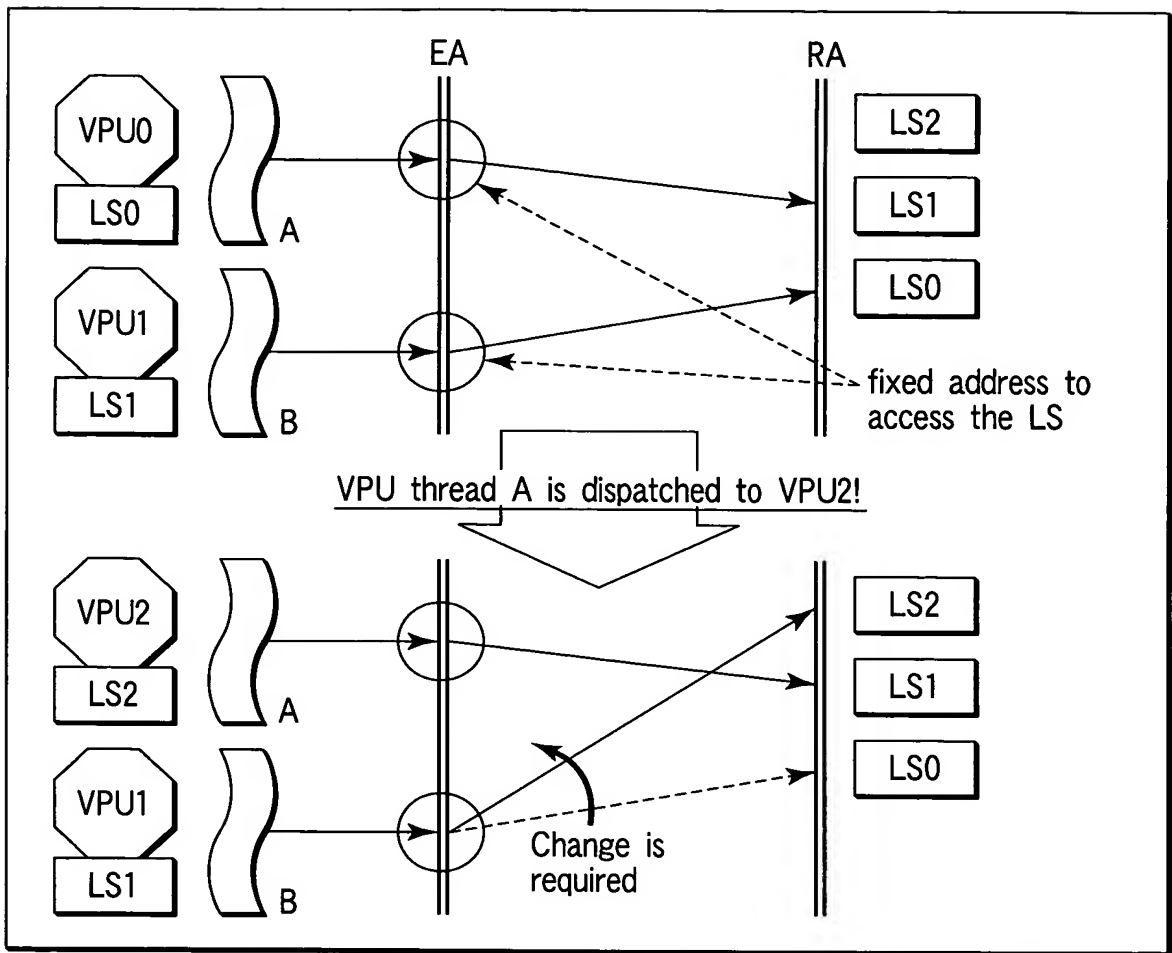 EA
RA
VPU0
LS0
A
LS2
LS1
LS0
VPU1
LS1
B
fixed address to
access the LS
VPU thread A is dispatched to VPU2!
VPU2
LS2
A
LS2
LS1
LS0
VPU1
LS1
B
Change is
required